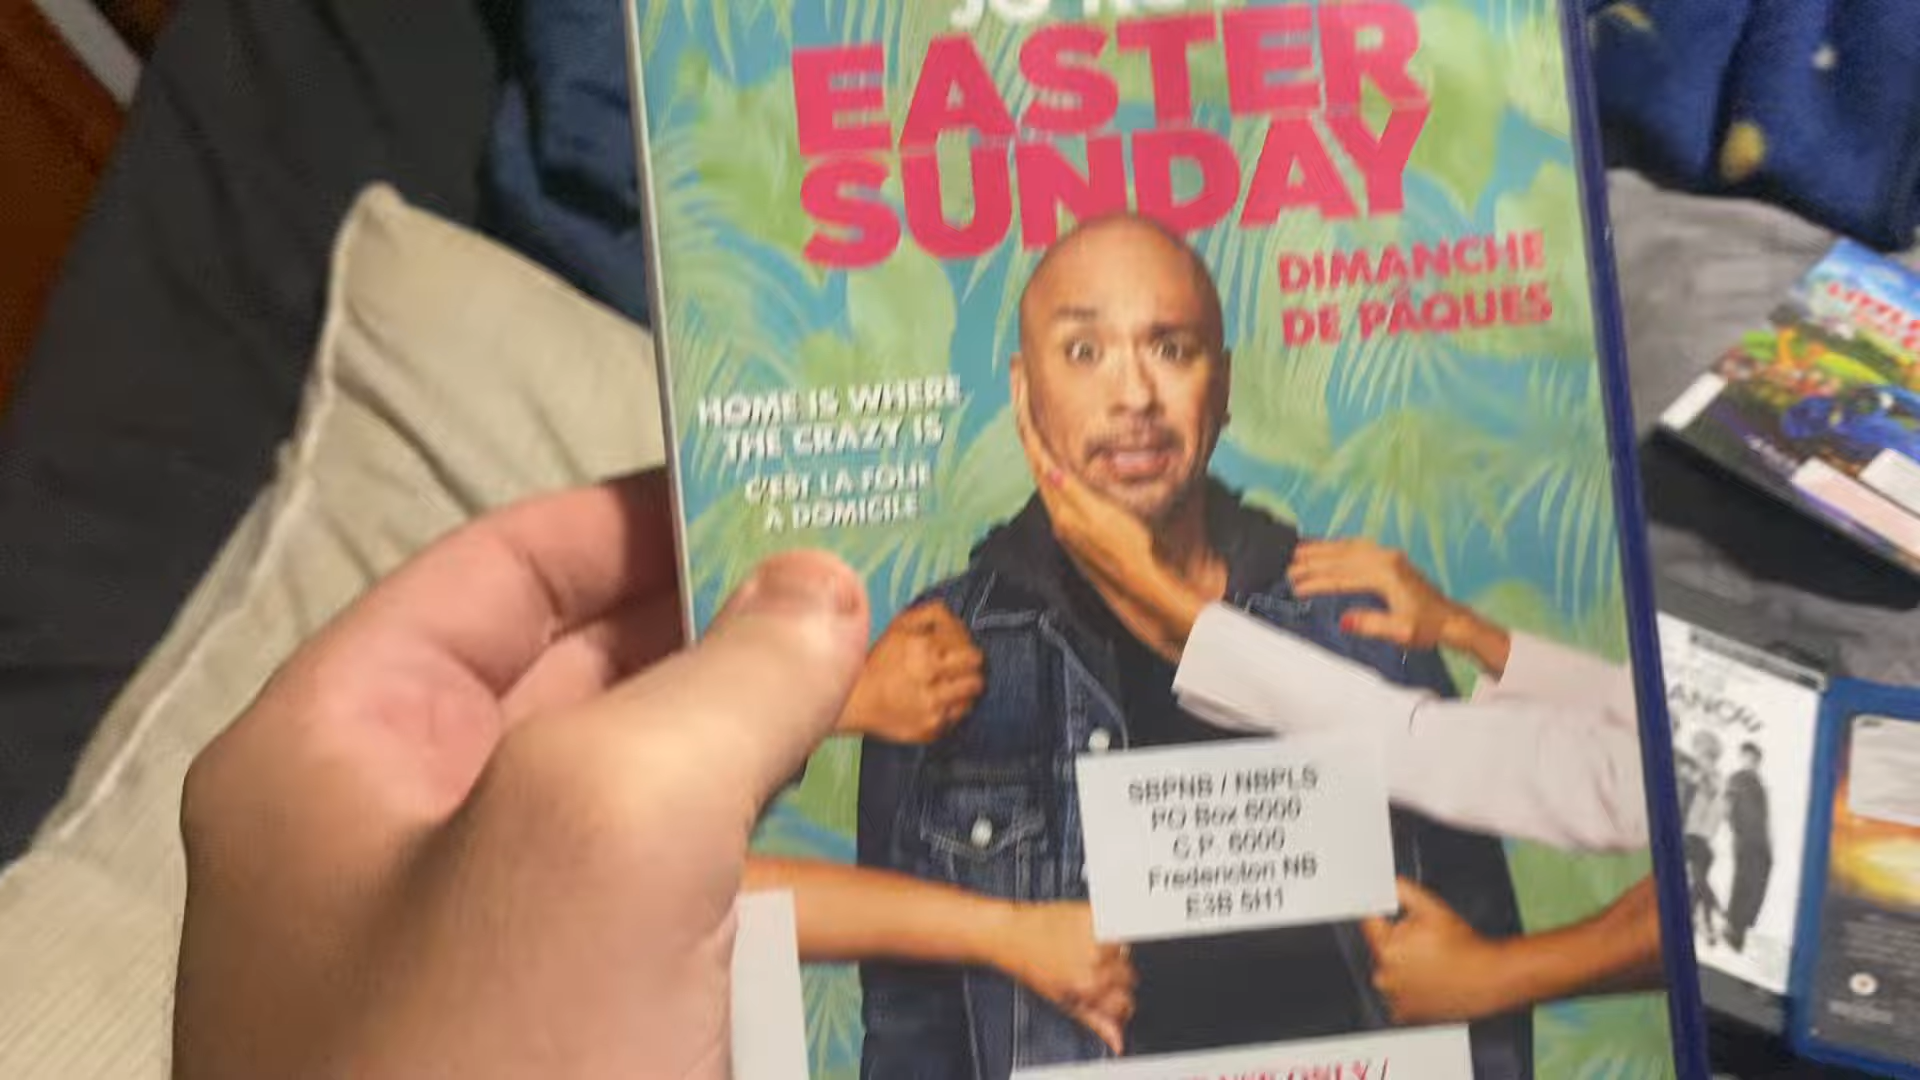 EASTER
SUNDAY
DIMANCHE
DE PÂQUES
HOME IS WHERE
THE CRAZY IS
C'EST LA FOLIE
À DOMICILE
SBPNB / NBPLS
PO Box 6000
C.P. 6000
Fredericton NB
E3B 5H1
ONLY /